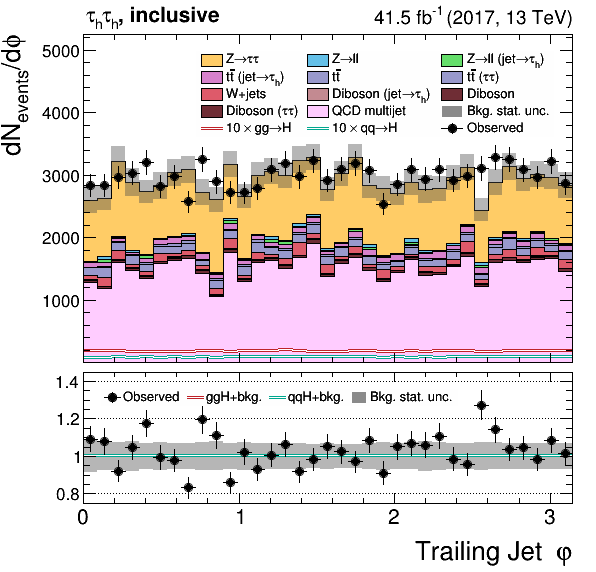 τhτh, inclusive 41.5 fb-1 (2017, 13 TeV)
dNevents/dϕ
5000
4000
3000
2000
1000
Z→ττ Z→ll Z→ll (jet→τh)
tt̄ (jet→τh) tt̄ tt̄ (ττ)
W+jets Diboson (jet→τh) Diboson
Diboson (ττ) QCD multijet Bkg. stat. unc.
10 × gg→H 10 × qq→H Observed
1.4
1.2
1
0.8
Observed ggH+bkg. qqH+bkg. Bkg. stat. unc.
0 1 2 3
Trailing Jet φ